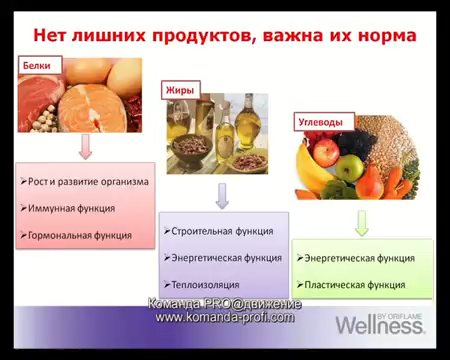 Нет лишних продуктов, важна их норма
Белки
Жиры
Углеводы
Рост и развитие организма
Иммунная функция
Гормональная функция
Строительная функция
Энергетическая функция
Теплоизоляция
Энергетическая функция
Пластическая функция
Команда PRO@движение
www.komanda-profi.com
BY ORIFLAME
Wellness.